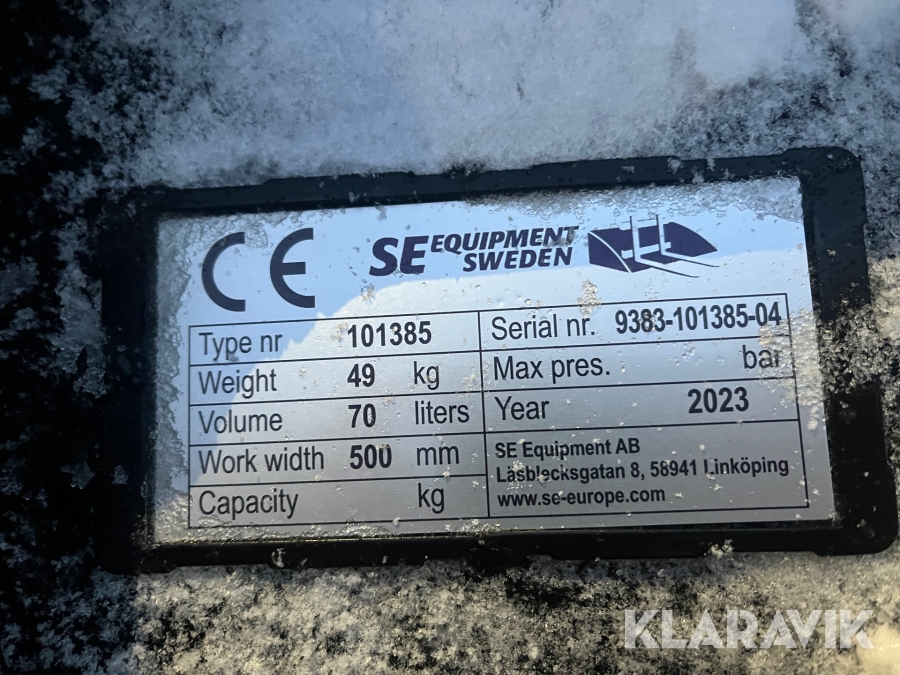 CE SE EQUIPMENT
SWEDEN
Type nr 101385 Serial nr. 9383-101385-04
Weight 49 kg Max pres. bar
Volume 70 liters Year 2023
Work width 500 mm SE Equipment AB
Läsblecksgatan 8, 58941 Linköping
Capacity kg www.se-europe.com
KLARAVIK